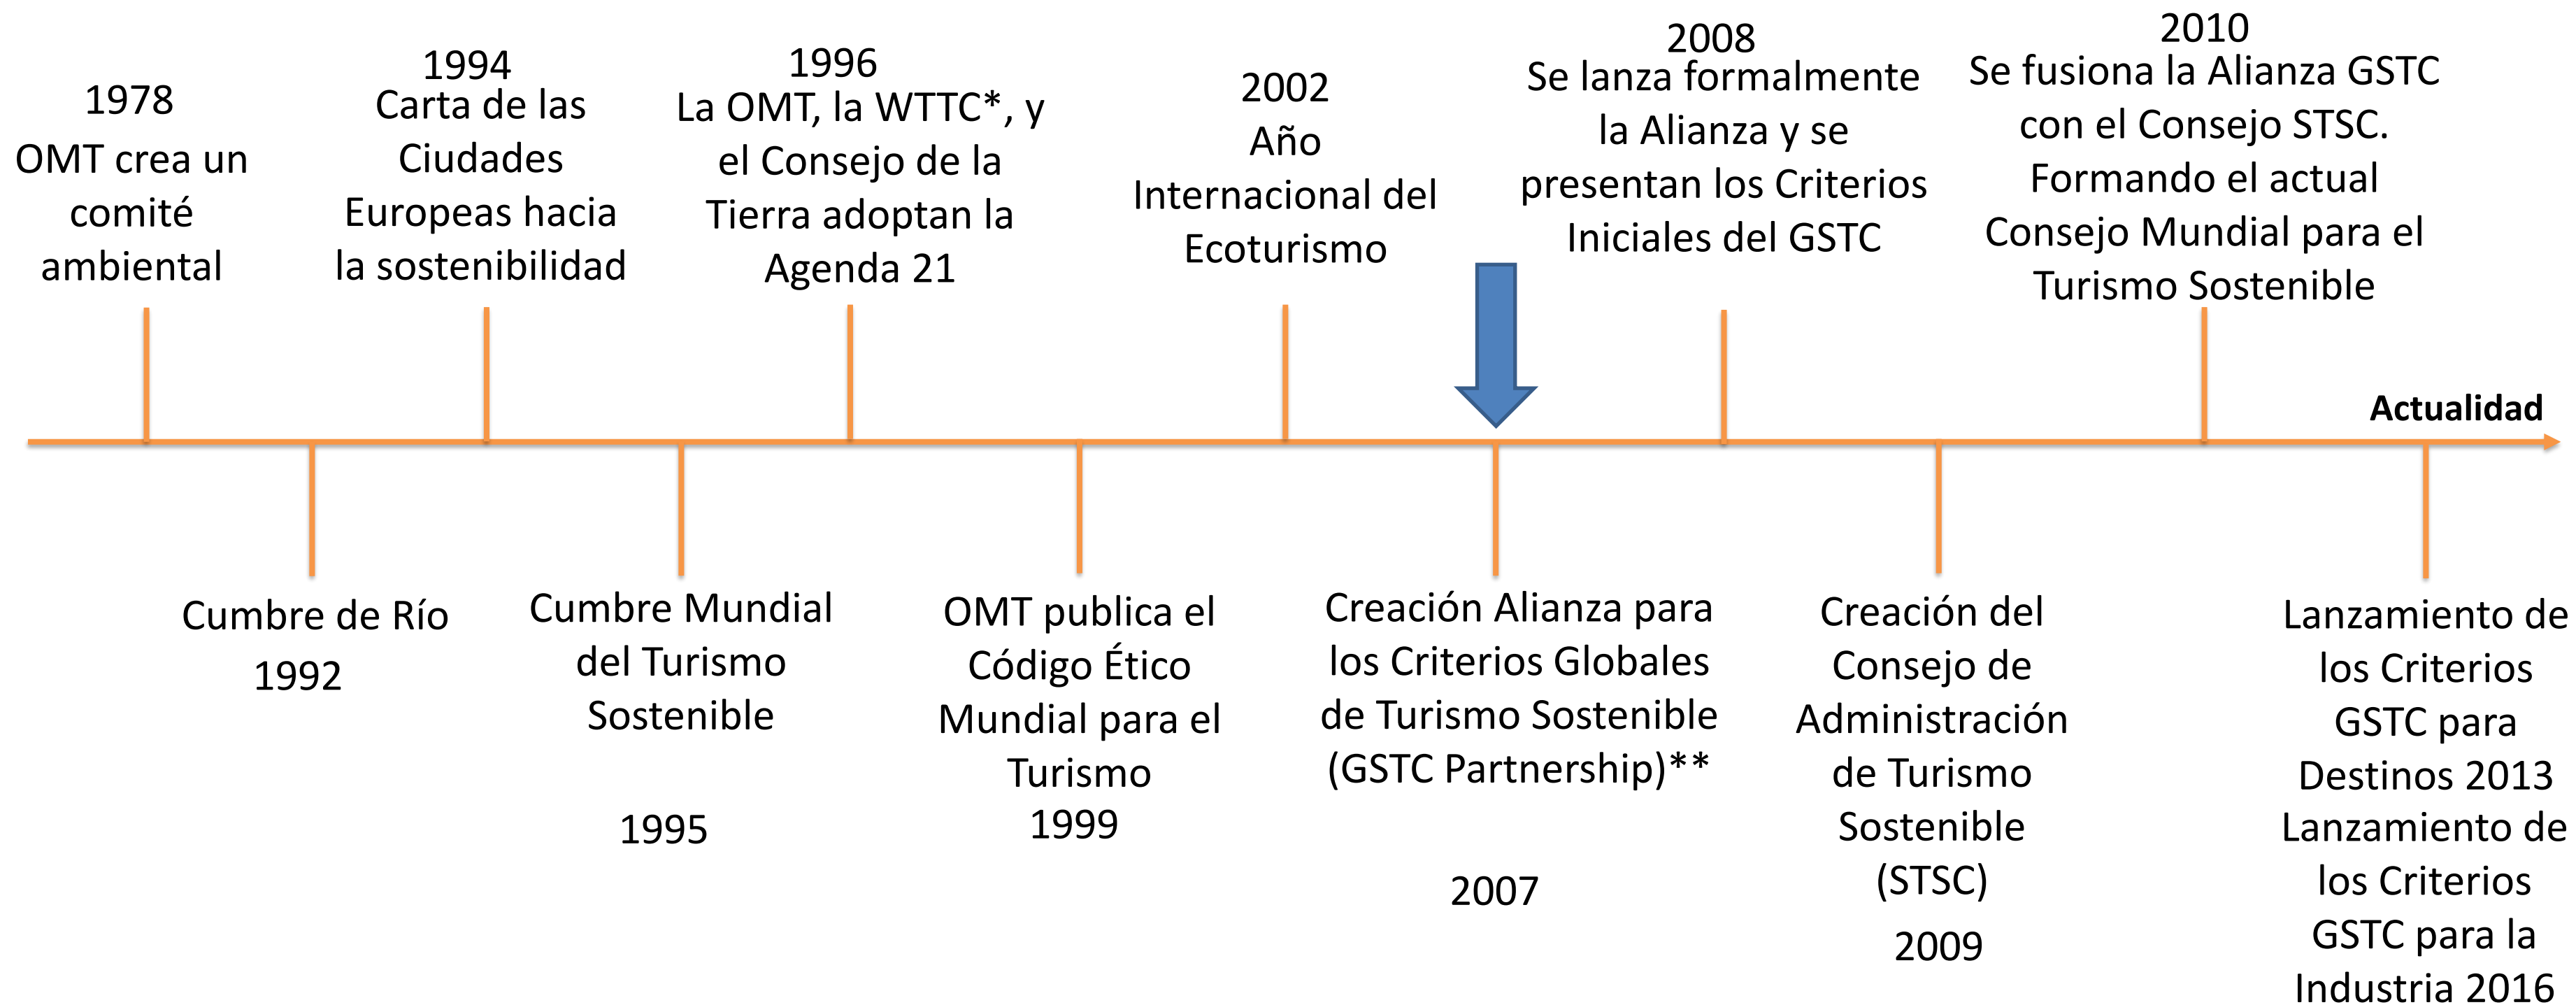 1978
OMT crea un
comité
ambiental
1994
Carta de las
Ciudades
Europeas hacia
la sostenibilidad
1996
La OMT, la WTTC*, y
el Consejo de la
Tierra adoptan la
Agenda 21
2002
Año
Internacional del
Ecoturismo
2008
Se lanza formalmente
la Alianza y se
presentan los Criterios
Iniciales del GSTC
2010
Se fusiona la Alianza GSTC
con el Consejo STSC.
Formando el actual
Consejo Mundial para el
Turismo Sostenible
Actualidad
Cumbre de Río
1992
Cumbre Mundial
del Turismo
Sostenible
1995
OMT publica el
Código Ético
Mundial para el
Turismo
1999
Creación Alianza para
los Criterios Globales
de Turismo Sostenible
(GSTC Partnership)**
2007
Creación del
Consejo de
Administración
de Turismo
Sostenible
(STSC)
2009
Lanzamiento de
los Criterios
GSTC para
Destinos 2013
Lanzamiento de
los Criterios
GSTC para la
Industria 2016